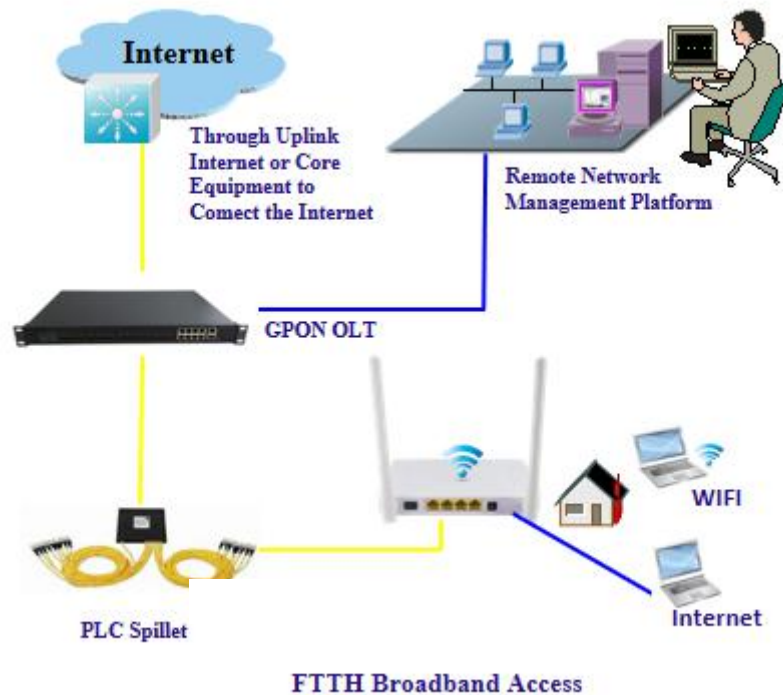 Internet
Through Uplink
Internet or Core
Equipment to
Comect the Internet
Remote Network
Management Platform
GPON OLT
WIFI
Internet
PLC Spillet
FTTH Broadband Access